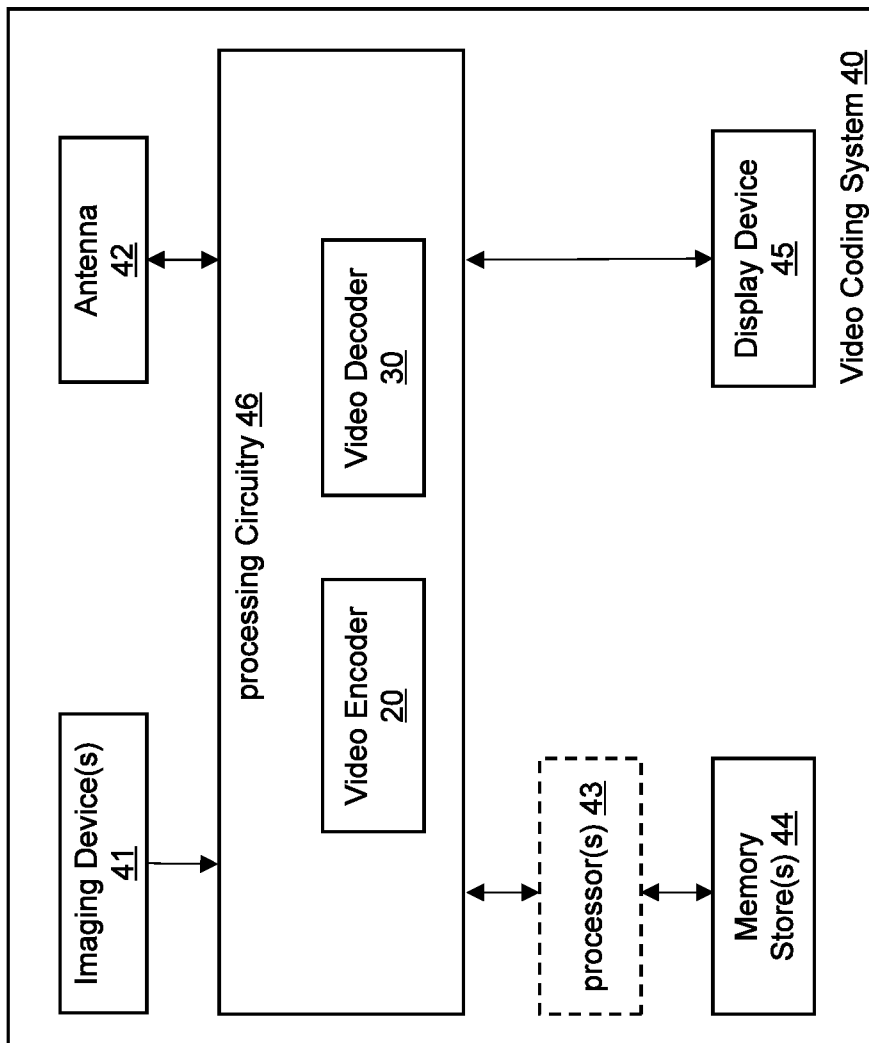 Imaging Device(s)
41
Antenna
42
processing Circuitry 46
Video Encoder
20
Video Decoder
30
processor(s) 43
Memory
Store(s) 44
Display Device
45
Video Coding System 40